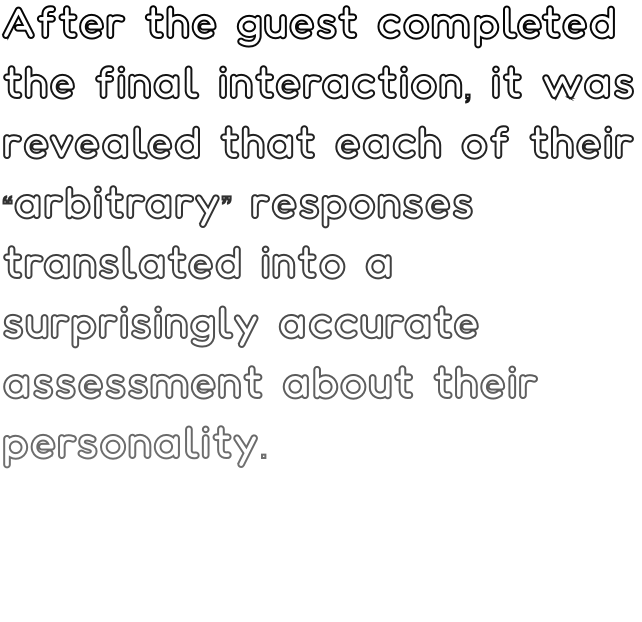 After the guest completed
the final interaction, it was
revealed that each of their
“arbitrary” responses
translated into a
surprisingly accurate
assessment about their
personality.